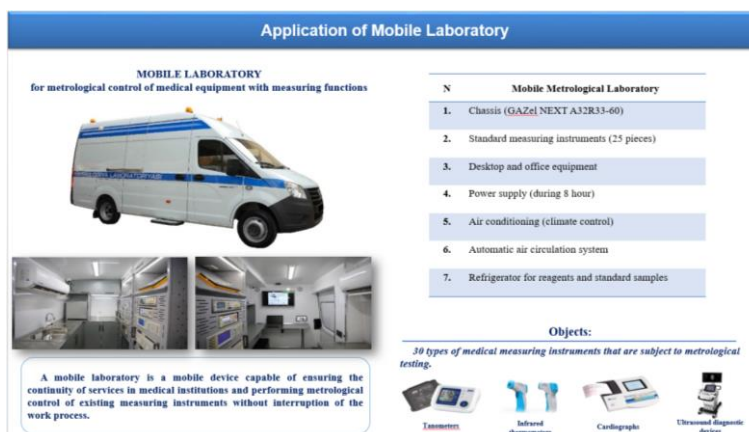 Application of Mobile Laboratory
MOBILE LABORATORY
for metrological control of medical equipment with measuring functions
A mobile laboratory is a mobile device capable of ensuring the
continuity of services in medical institutions and performing metrological
control of existing measuring instruments without interruption of the
work process.
N Mobile Metrological Laboratory
1. Chassis (GAZel NEXT A32R33-60)
2. Standard measuring instruments (25 pieces)
3. Desktop and office equipment
4. Power supply (during 8 hour)
5. Air conditioning (climate control)
6. Automatic air circulation system
7. Refrigerator for reagents and standard samples
Objects:
30 types of medical measuring instruments that are subject to metrological
testing.
Tanometers
Infrared
thermometers
Cardiographs
Ultrasound diagnostic
devices